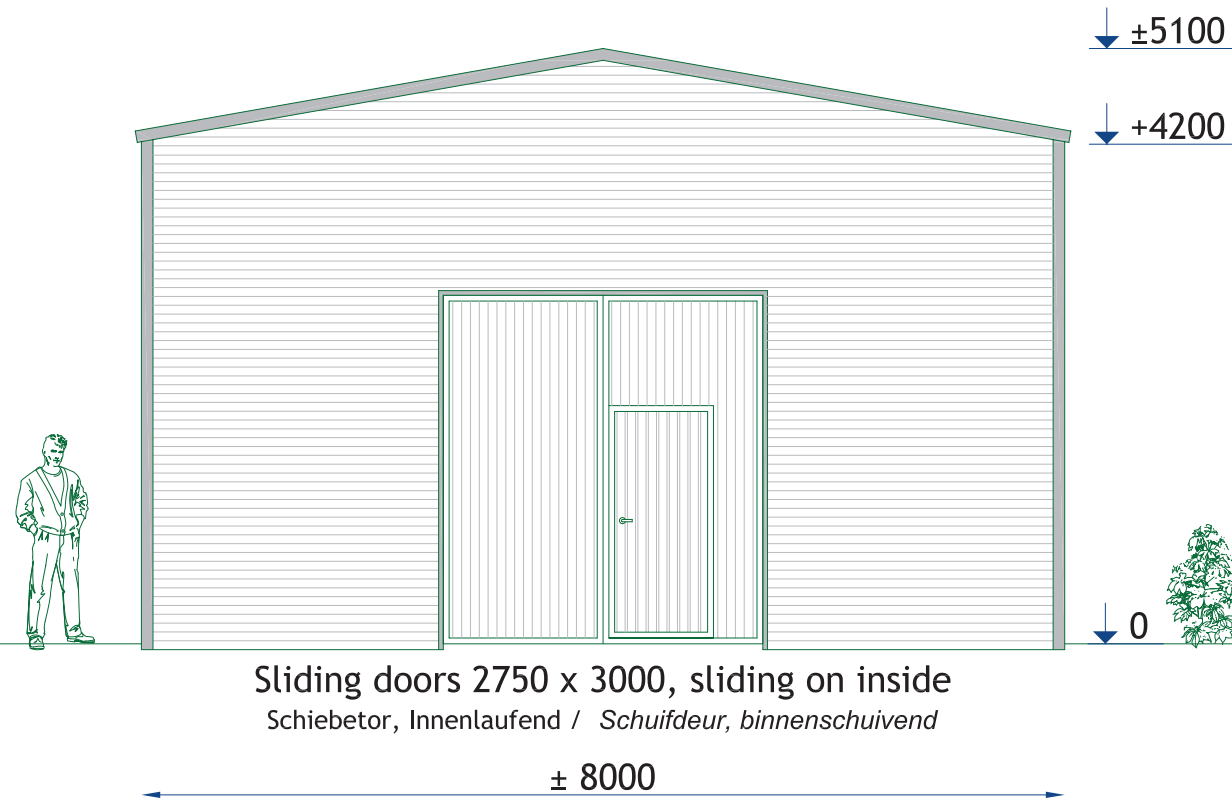 ±5100
+4200
0
Sliding doors 2750 x 3000, sliding on inside
Schiebetor, Innenlaufend / Schuifdeur, binnenschuivend
± 8000